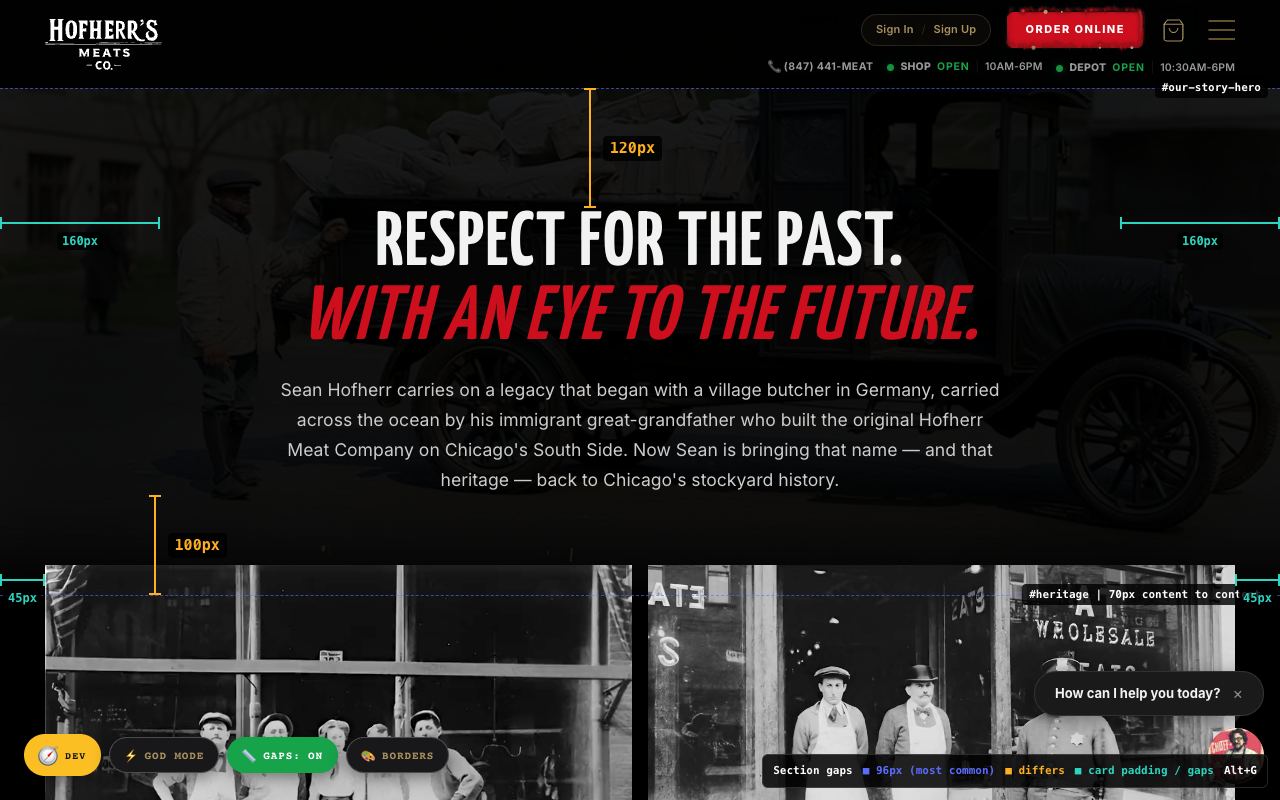 HOFHERR'S
MEATS
CO.
Sign In / Sign Up
ORDER ONLINE
(847) 441-MEAT
SHOP OPEN 10AM-6PM
DEPOT OPEN 10:30AM-6PM
#our-story-hero
120px
160px
160px
RESPECT FOR THE PAST.
WITH AN EYE TO THE FUTURE.
Sean Hofherr carries on a legacy that began with a village butcher in Germany, carried
across the ocean by his immigrant great-grandfather who built the original Hofherr
Meat Company on Chicago's South Side. Now Sean is bringing that name — and that
heritage — back to Chicago's stockyard history.
100px
45px
#heritage | 70px content to cont
45px
WHOLESALE
How can I help you today? ×
DEV
GOD MODE
GAPS: ON
BORDERS
Section gaps 96px (most common) differs card padding / gaps Alt+G